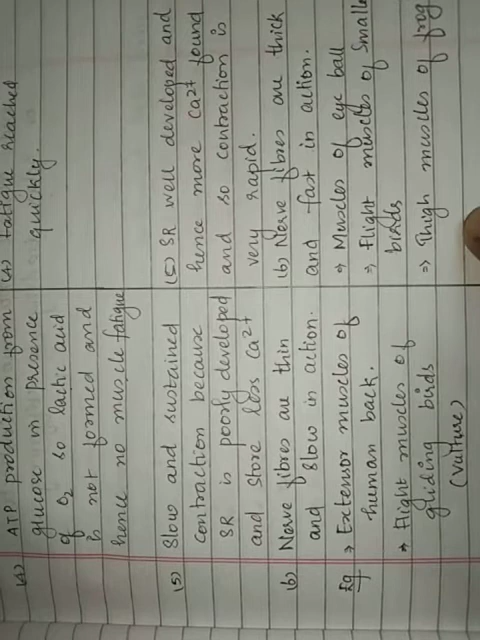 (4) ATP production from
glucose in presence
of O2 so lactic acid
is not formed and
hence no muscle fatigue
(5) Slow and sustained
contraction because
SR is poorly developed
and store less Ca2+
(6) Nerve fibres are thin
and slow in action.
Eg → Extensor muscles of
human back.
→ Flight muscles of
gliding birds
(Vulture)
(4) Fatigue reached
quickly.
(5) SR well developed and
hence more Ca2+ found
and so contraction is
very rapid.
(6) Nerve fibres are thick
and fast in action.
⇒ Muscles of eye ball
⇒ Flight muscles of small
birds
⇒ Thigh muscles of frog